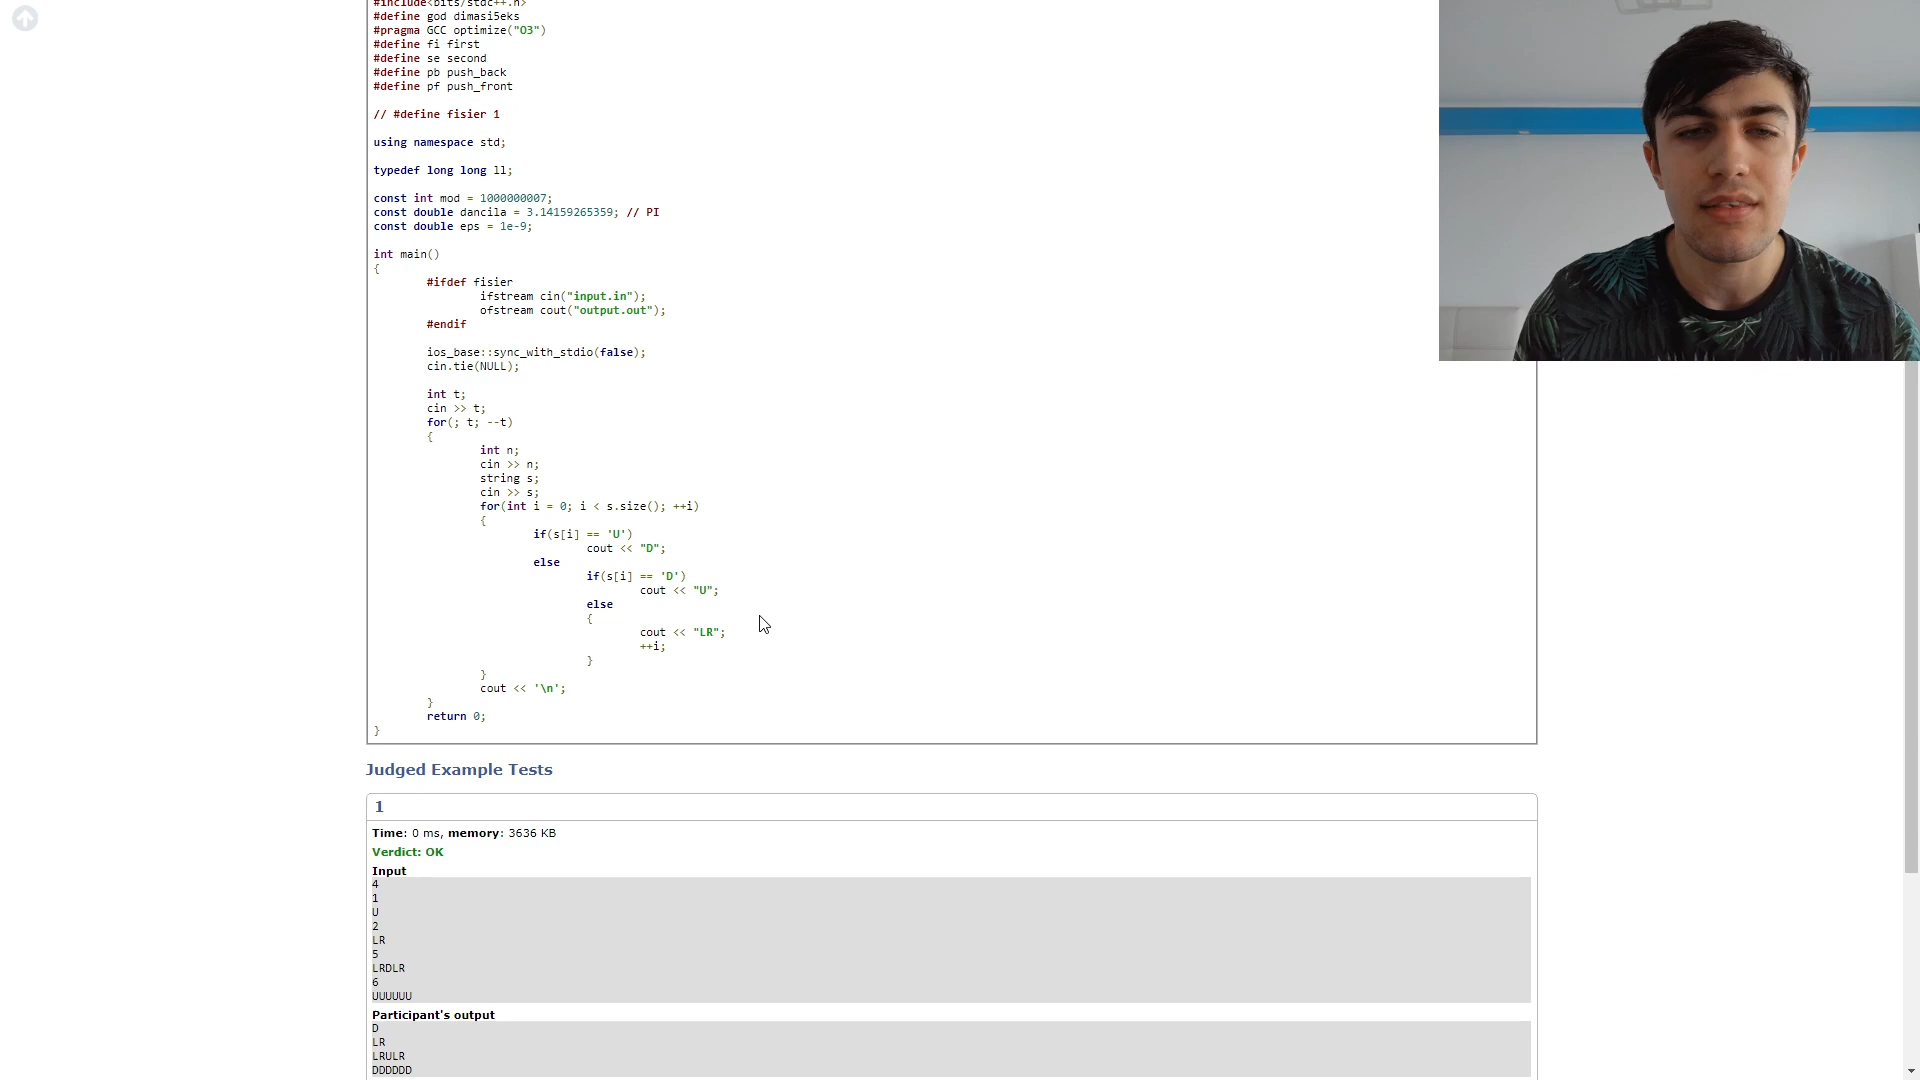 #include<bits/stdc++.h>
#define god dimasi5eks
#pragma GCC optimize("O3")
#define fi first
#define se second
#define pb push_back
#define pf push_front
// #define fisier 1
using namespace std;
typedef long long ll;
const int mod = 1000000007;
const double dancila = 3.14159265359; // PI
const double eps = 1e-9;
int main()
{
#ifdef fisier
ifstream cin("input.in");
ofstream cout("output.out");
#endif
ios_base::sync_with_stdio(false);
cin.tie(NULL);
int t;
cin >> t;
for(; t; --t)
{
int n;
cin >> n;
string s;
cin >> s;
for(int i = 0; i < s.size(); ++i)
{
if(s[i] == 'U')
cout << "D";
else
if(s[i] == 'D')
cout << "U";
else
{
cout << "LR";
++i;
}
}
cout << '\n';
}
return 0;
}
Judged Example Tests
1
Time: 0 ms, memory: 3636 KB
Verdict: OK
Input
4
1
U
2
LR
5
LRDLR
6
UUUUUU
Participant's output
D
LR
LRULR
DDDDDD